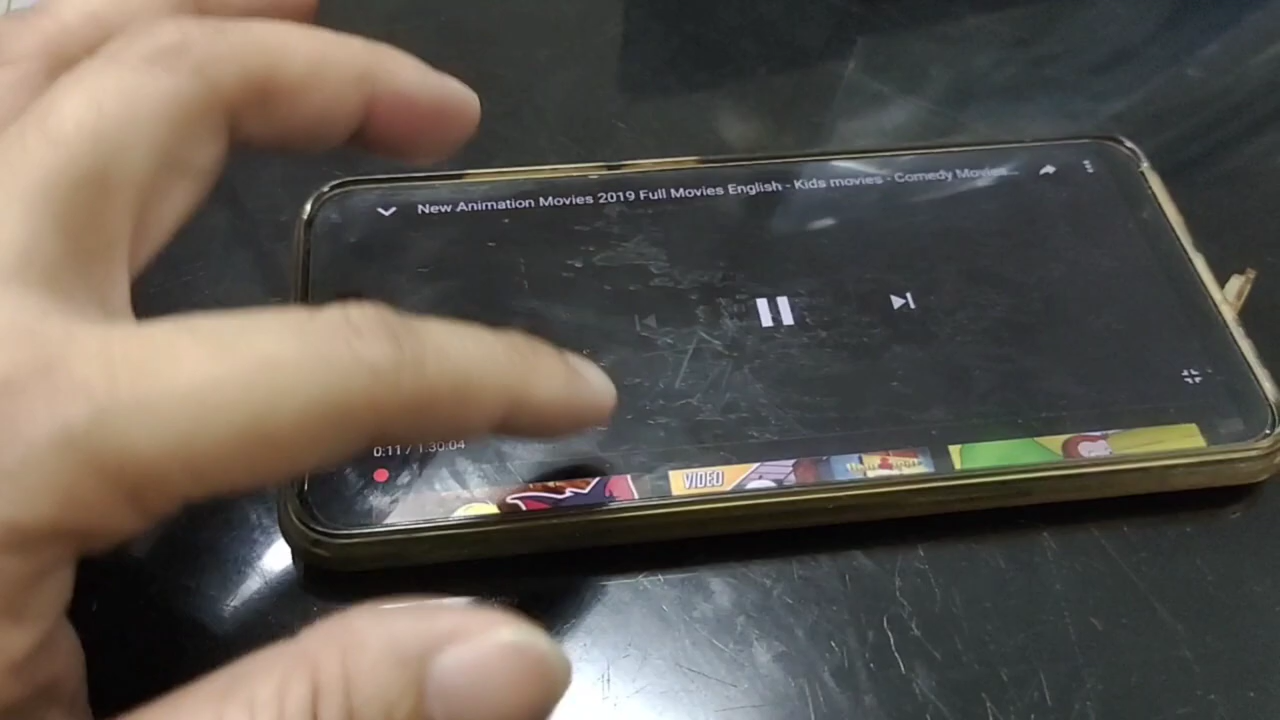 New Animation Movies 2019 Full Movies English - Kids movies - Comedy Movies...
0:11 / 1:30:04
VIDEO